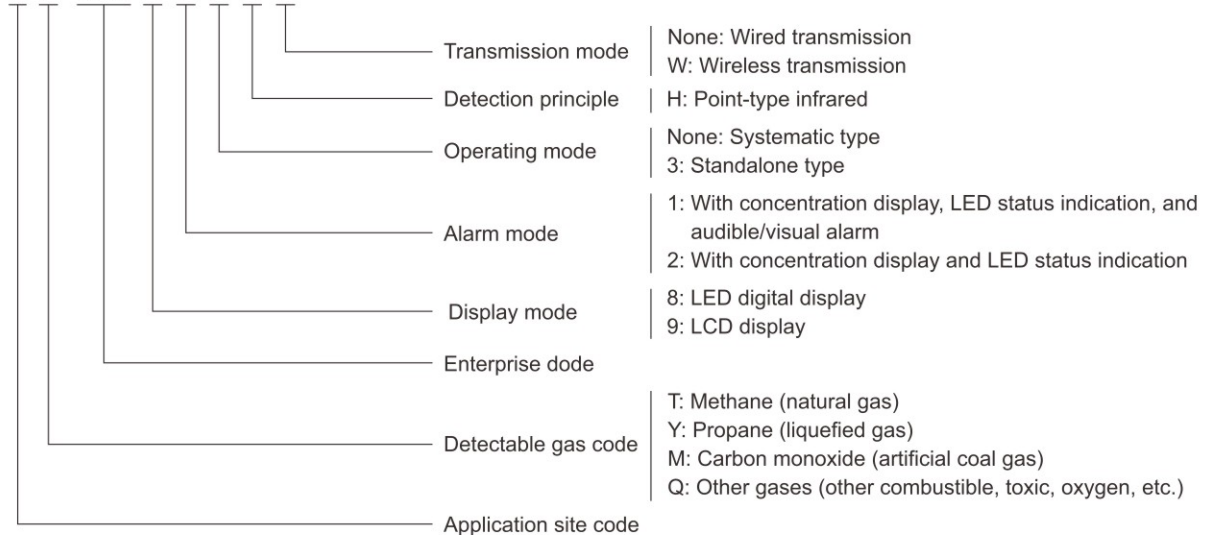 Transmission mode
None: Wired transmission
W: Wireless transmission
Detection principle
H: Point-type infrared
Operating mode
None: Systematic type
3: Standalone type
Alarm mode
1: With concentration display, LED status indication, and
audible/visual alarm
2: With concentration display and LED status indication
Display mode
8: LED digital display
9: LCD display
Enterprise dode
Detectable gas code
T: Methane (natural gas)
Y: Propane (liquefied gas)
M: Carbon monoxide (artificial coal gas)
Q: Other gases (other combustible, toxic, oxygen, etc.)
Application site code